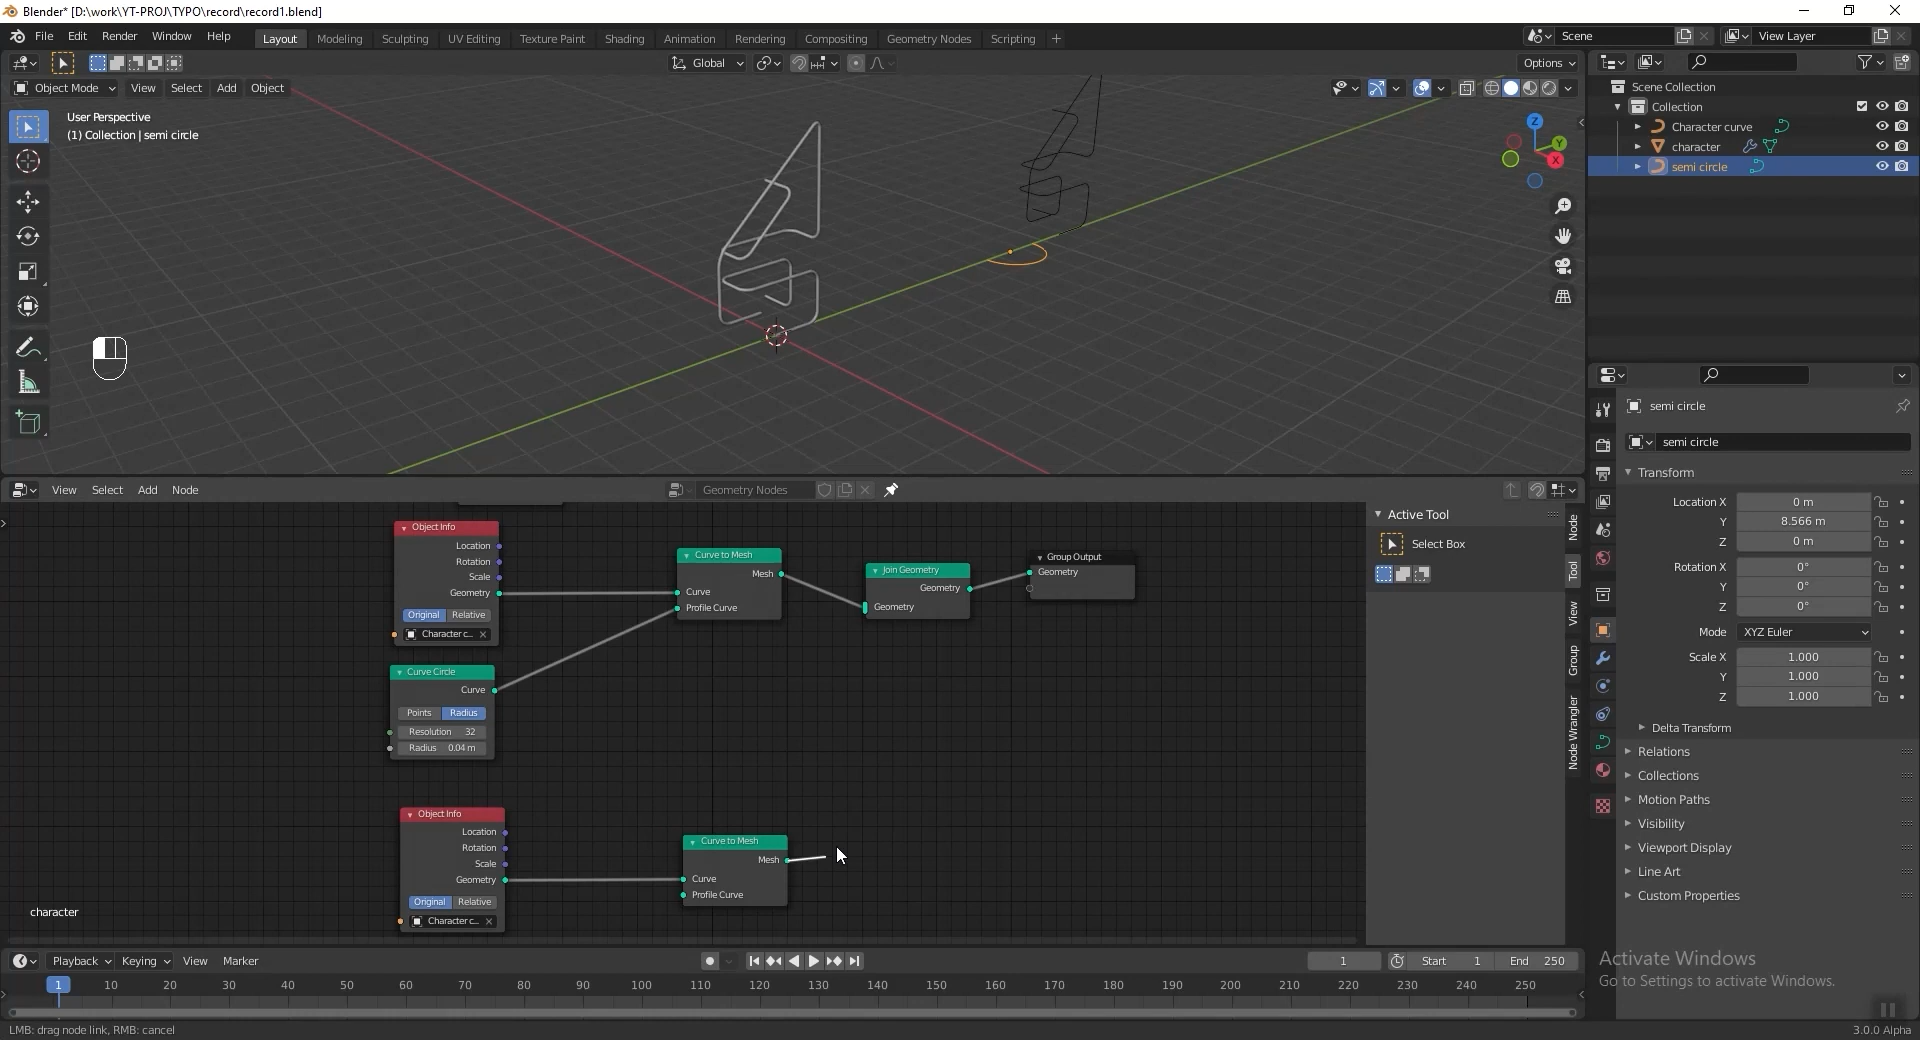 Blender* [D:\work\YT-PROJ\TYPO\record\record1.blend]
File Edit Render Window Help Layout Modeling Sculpting UV Editing Texture Paint Shading Animation Rendering Compositing Geometry Nodes Scripting + Scene View Layer
Global Options
Object Mode View Select Add Object
User Perspective
(1) Collection | semi circle
Z
Y
X
Scene Collection
Collection
Character curve
character
semi circle
semi circle
semi circle
Transform
Location X 0 m
Y 8.566 m
Z 0 m
Rotation X 0°
Y 0°
Z 0°
Mode XYZ Euler
Scale X 1.000
Y 1.000
Z 1.000
Delta Transform
Relations
Collections
Motion Paths
Visibility
Viewport Display
Line Art
Custom Properties
View Select Add Node Geometry Nodes
Object Info
Location
Rotation
Scale
Geometry
Original Relative
Character c...
Curve Circle
Curve
Points Radius
Resolution 32
Radius 0.04 m
Object Info
Location
Rotation
Scale
Geometry
Original Relative
Character c...
Curve to Mesh
Mesh
Curve
Profile Curve
Curve to Mesh
Mesh
Curve
Profile Curve
Join Geometry
Geometry
Geometry
Group Output
Geometry
character
Active Tool
Select Box
Node
Tool
View
Group
Node Wrangler
Playback Keying View Marker 1 Start 1 End 250
1 10 20 30 40 50 60 70 80 90 100 110 120 130 140 150 160 170 180 190 200 210 220 230 240 250
Activate Windows
Go to Settings to activate Windows.
LMB: drag node link, RMB: cancel
3.0.0 Alpha